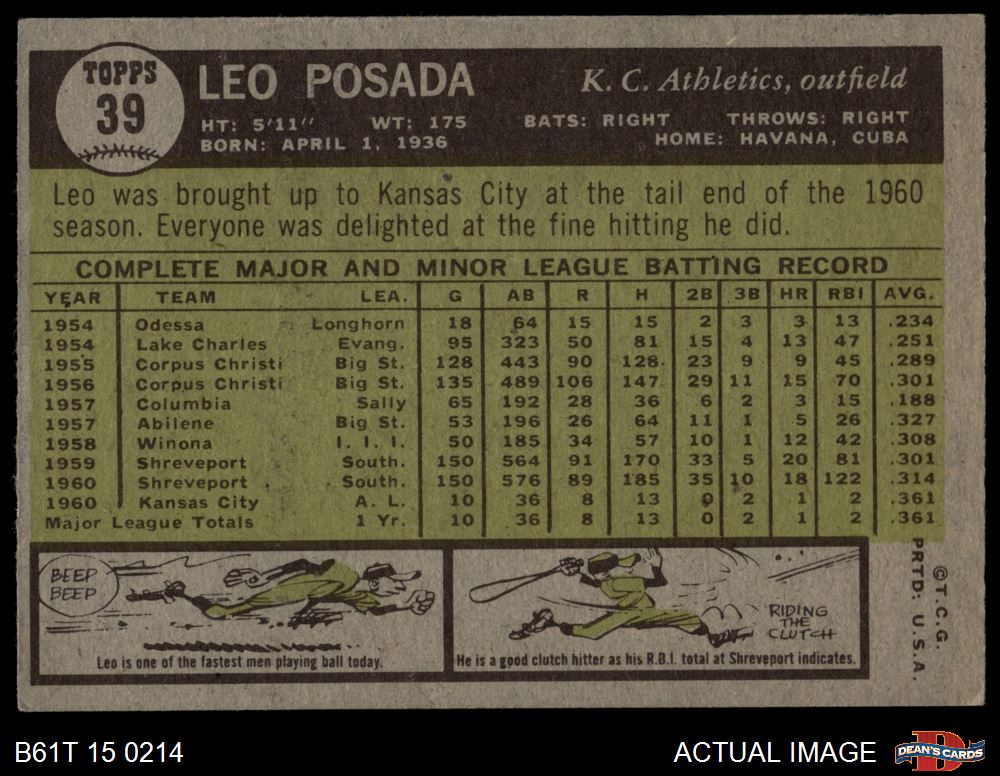 TOPPS
39
LEO POSADA
K. C. Athletics, outfield
HT: 5'11" WT: 175 BATS: RIGHT THROWS: RIGHT
BORN: APRIL 1, 1936 HOME: HAVANA, CUBA
Leo was brought up to Kansas City at the tail end of the 1960
season. Everyone was delighted at the fine hitting he did.
COMPLETE MAJOR AND MINOR LEAGUE BATTING RECORD
YEAR TEAM LEA. G AB R H 2B 3B HR RBI AVG.
1954 Odessa Longhorn 18 64 15 15 2 3 3 13 .234
1954 Lake Charles Evang. 95 323 50 81 15 4 13 47 .251
1955 Corpus Christi Big St. 128 443 90 128 23 9 9 45 .289
1956 Corpus Christi Big St. 135 489 106 147 29 11 15 70 .301
1957 Columbia Sally 65 192 28 36 6 2 3 15 .188
1957 Abilene Big St. 53 196 26 64 11 1 5 26 .327
1958 Winona I. I. I. 50 185 34 57 10 1 12 42 .308
1959 Shreveport South. 150 564 91 170 33 5 20 81 .301
1960 Shreveport South. 150 576 89 185 35 10 18 122 .314
1960 Kansas City A. L. 10 36 8 13 0 2 1 2 .361
Major League Totals 1 Yr. 10 36 8 13 0 2 1 2 .361
BEEP
BEEP
Leo is one of the fastest men playing ball today.
RIDING
THE
CLUTCH
He is a good clutch hitter as his R.B.I. total at Shreveport indicates.
©T.C.G.
PRTD. U.S.A.
B61T 15 0214
ACTUAL IMAGE
D
DEAN'S CARDS